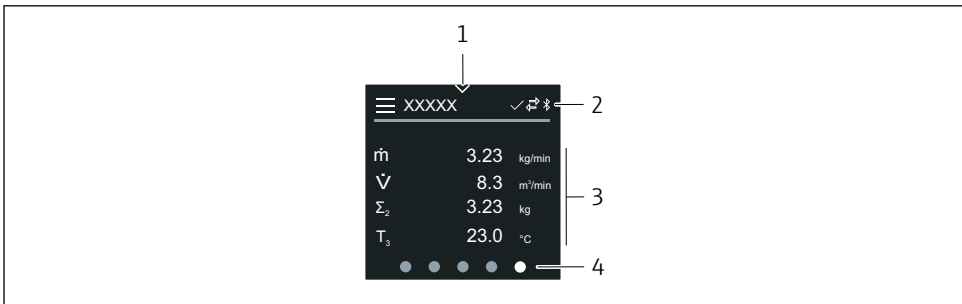 1
XXXXX
2
ṁ 3.23 kg/min
V̇ 8.3 m³/min
Σ₂ 3.23 kg
T₃ 23.0 °C
3
4